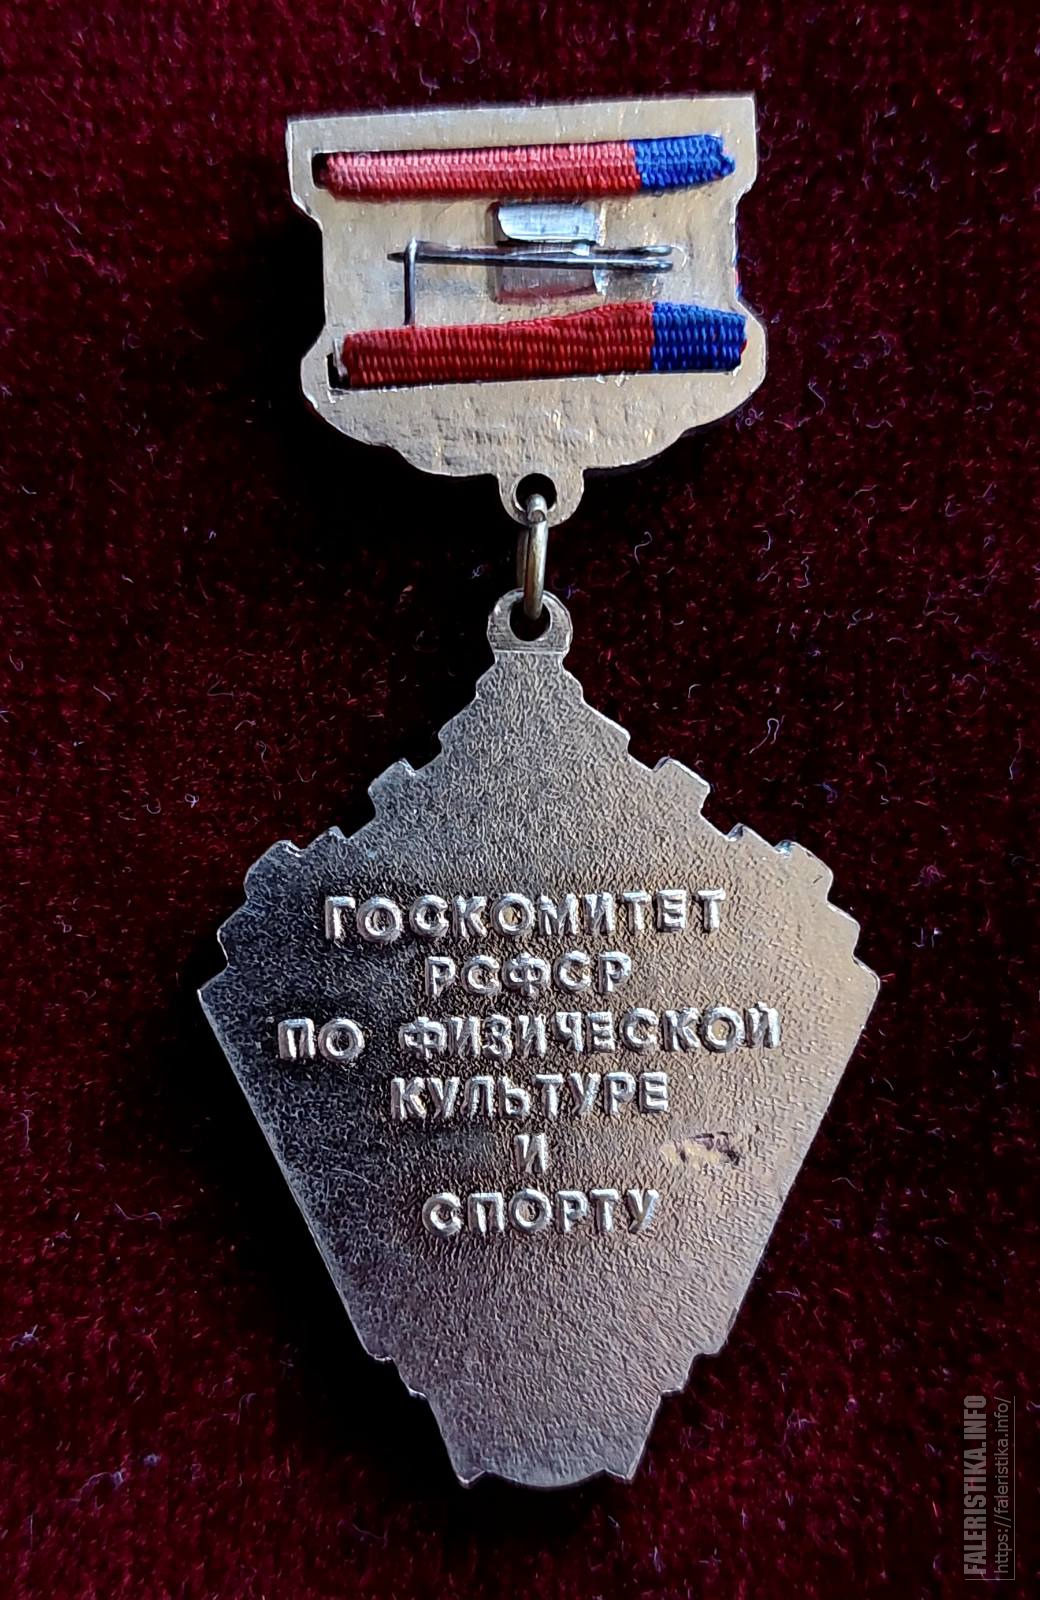 ГОСКОМИТЕТ
РСФСР
ПО ФИЗИЧЕСКОЙ
КУЛЬТУРЕ
И
СПОРТУ
FALERISTIKA.INFO
https://faleristika.info/